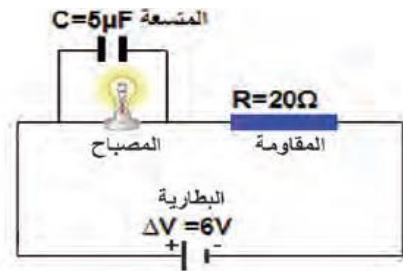 C=5µF المتسعة
R=20Ω
المصباح
المقاومة
البطارية
ΔV =6V
+ -